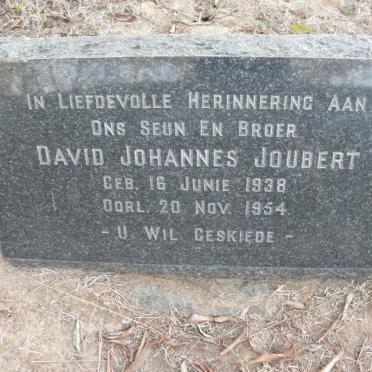 In Liefdevolle Herinnering Aan
Ons Seun En Broer
David Johannes Joubert
Geb. 16 Junie 1938
Oorl. 20 Nov. 1954
- U Wil Geskiede -